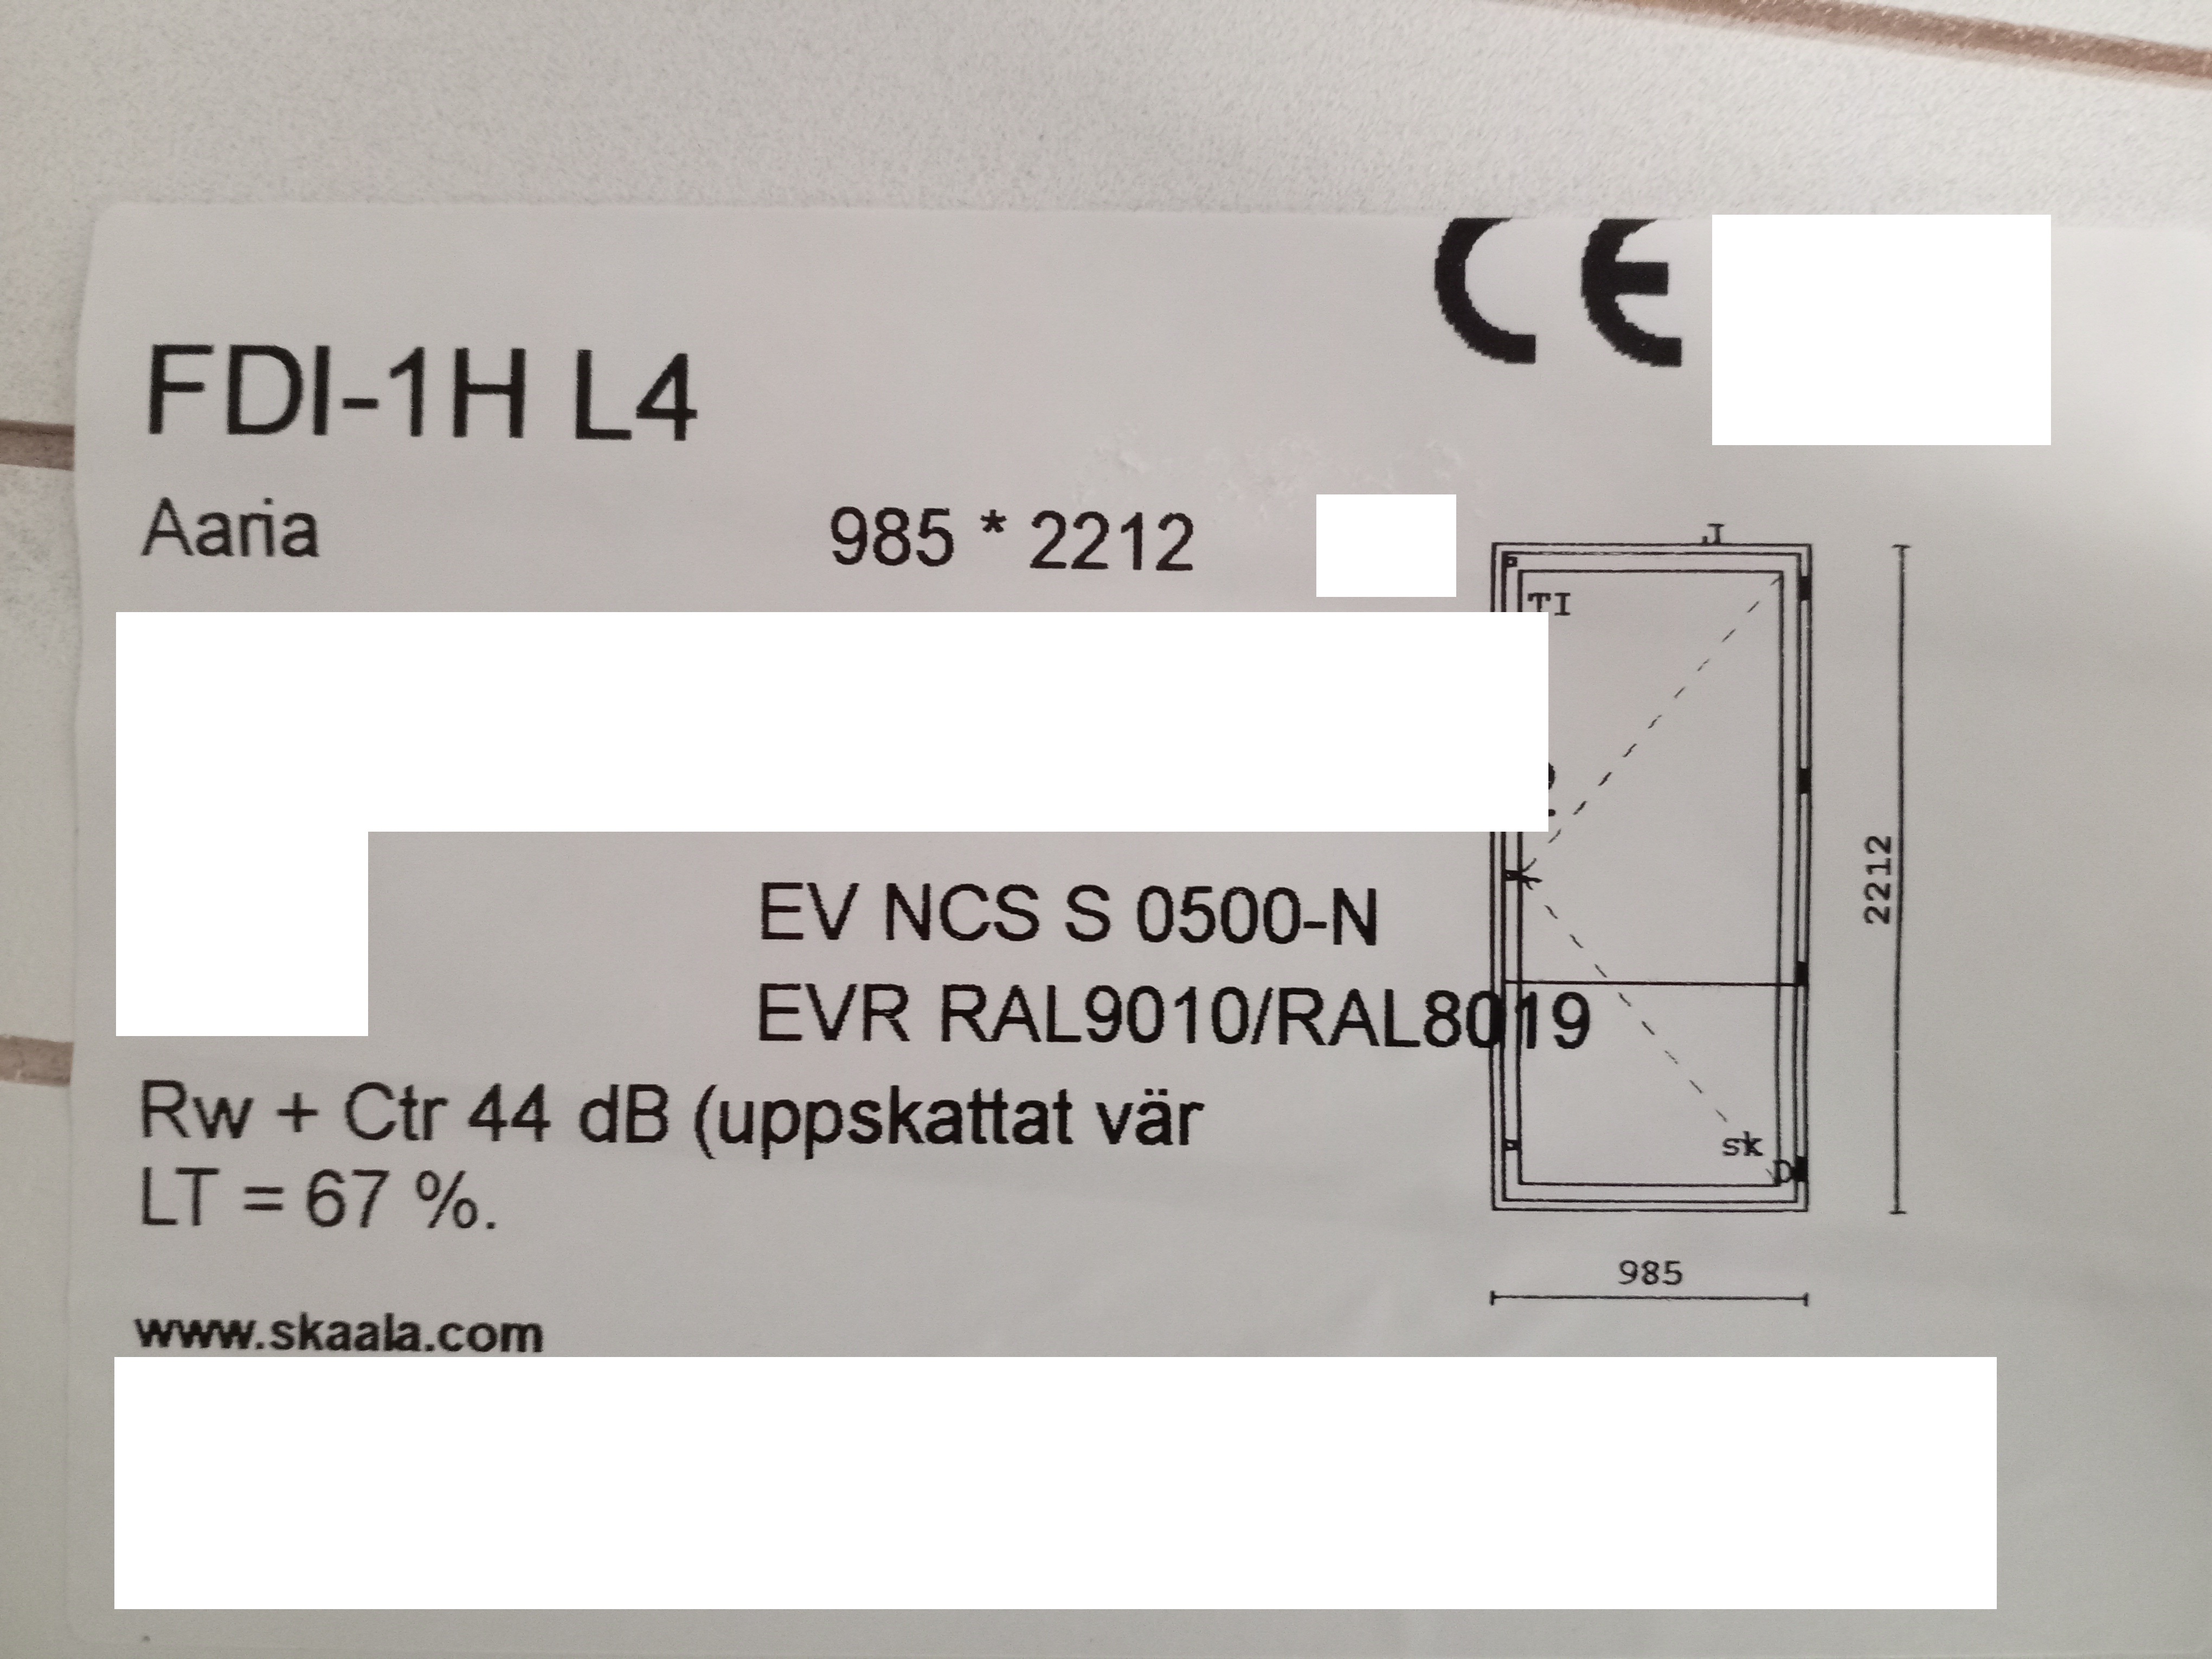 CE
FDI-1H L4
Aaria
985 * 2212
J
TI
2212
EV NCS S 0500-N
EVR RAL9010/RAL8019
Rw + Ctr 44 dB (uppskattat vär
sk
D
LT = 67 %.
985
www.skaala.com